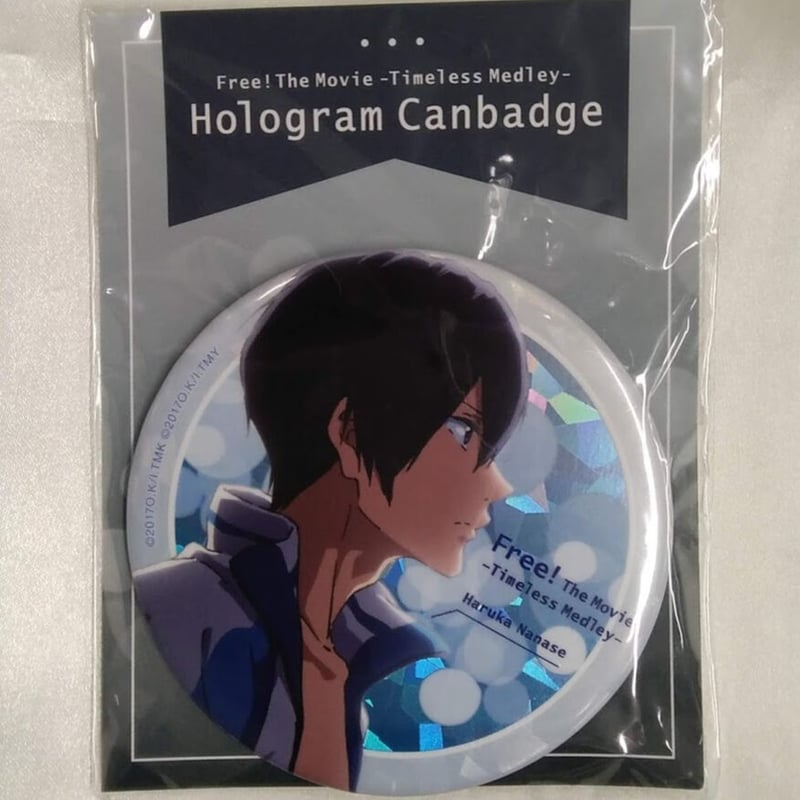 Free! The Movie -Timeless Medley-
Hologram Canbadge
©2017O.K/I.TMK ©2017O.K/I.TMY
Free! The Movie
-Timeless Medley-
Haruka Nanase